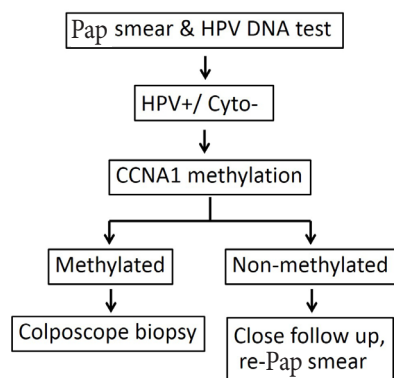 Pap smear & HPV DNA test
HPV+/ Cyto-
CCNA1 methylation
Methylated
Non-methylated
Colposcope biopsy
Close follow up,
re-Pap smear